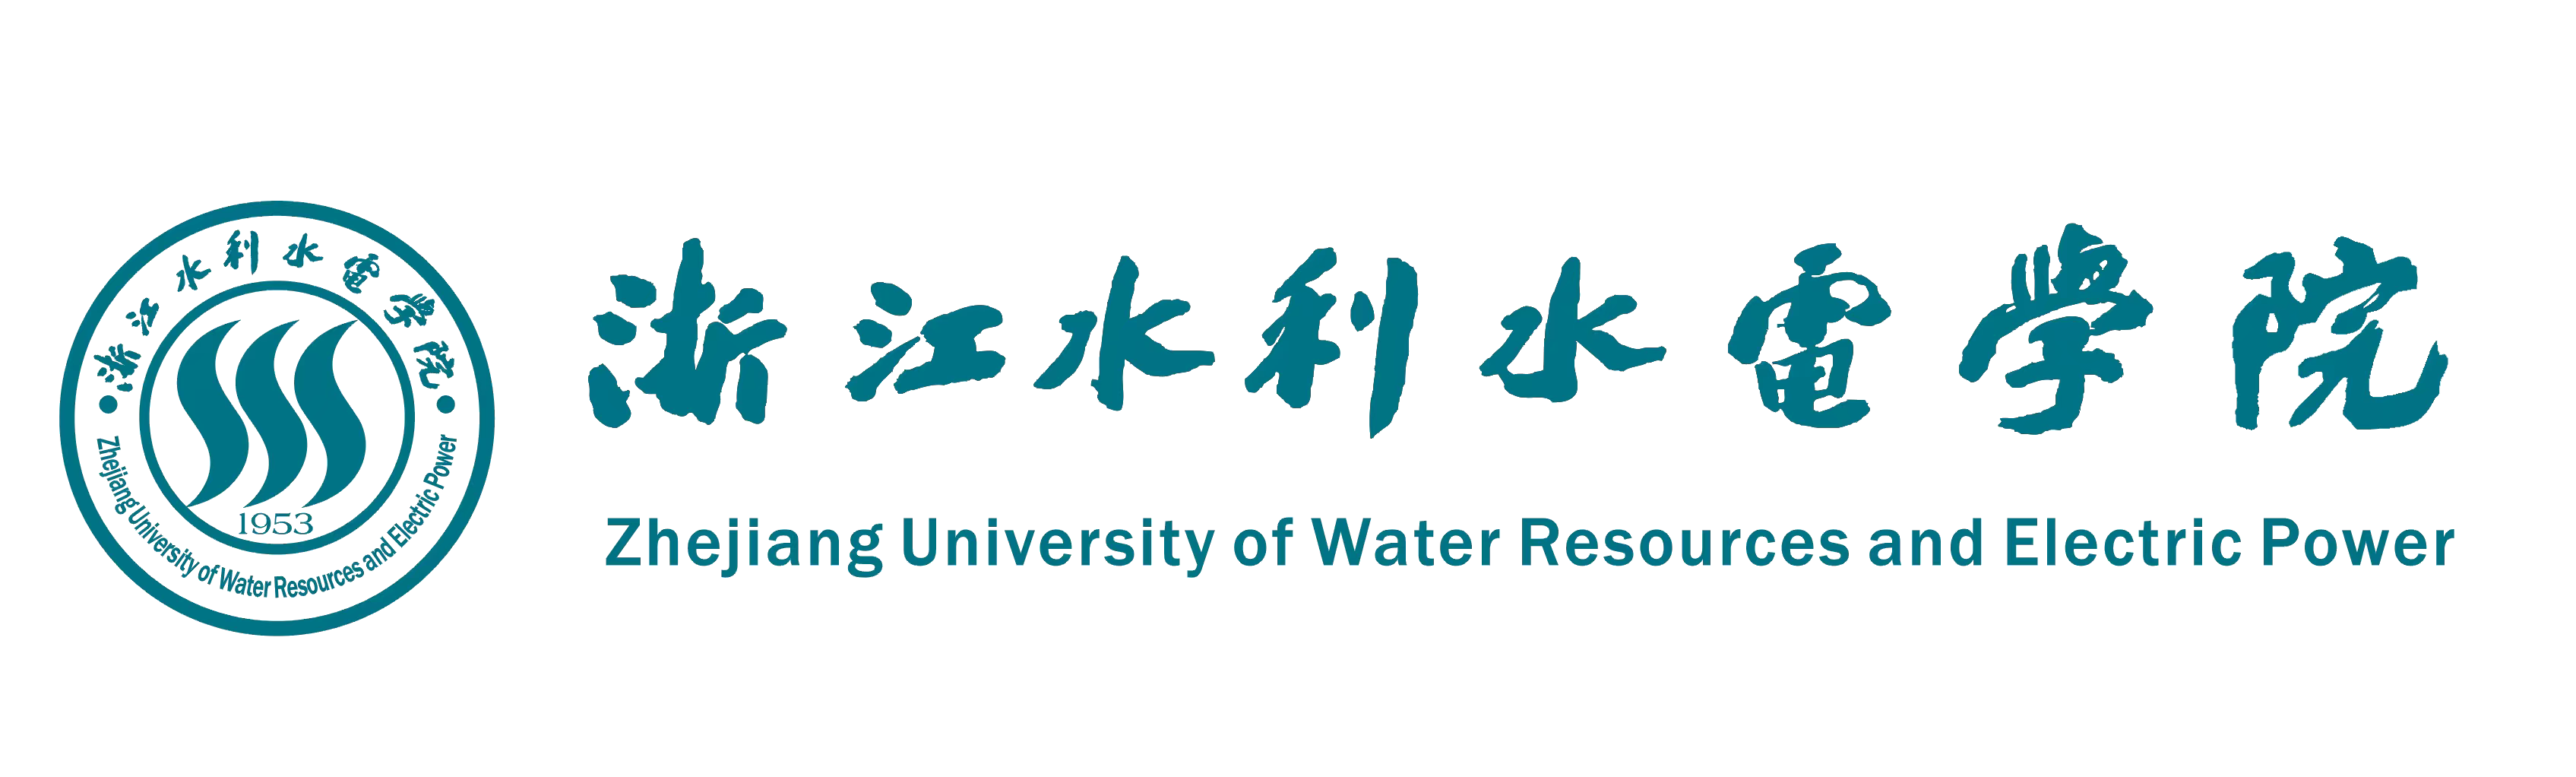 浙江水利水電學院
1953
Zhejiang University of Water Resources and Electric Power
浙江水利水電學院
Zhejiang University of Water Resources and Electric Power